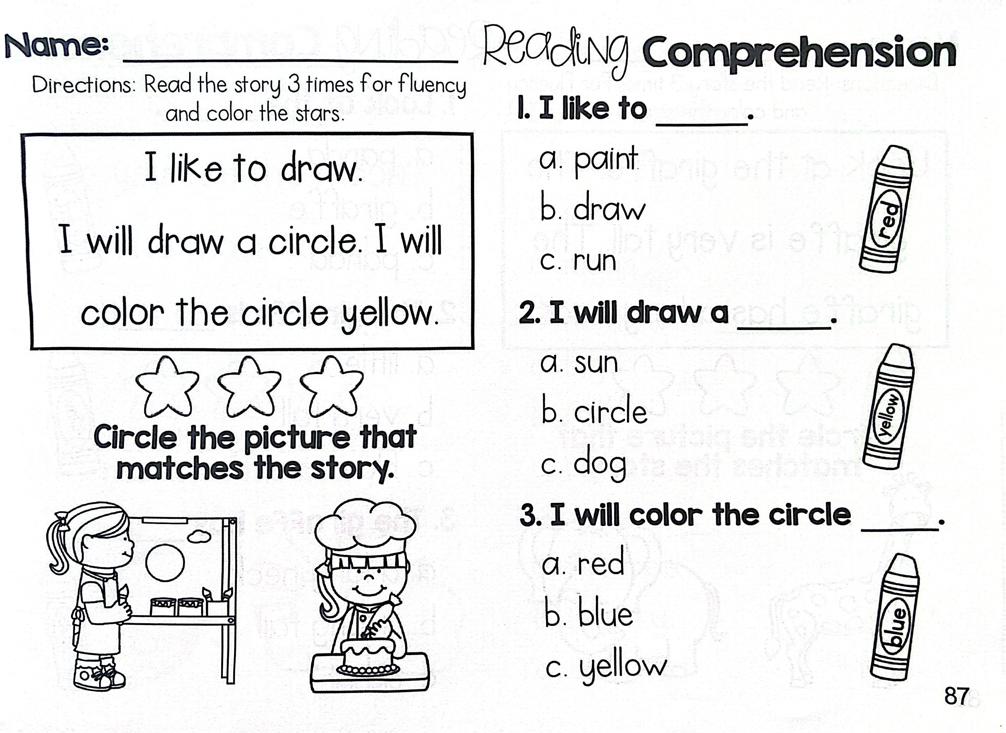 Name: ____________
Directions: Read the story 3 times for fluency
and color the stars.
I like to draw.
I will draw a circle. I will
color the circle yellow.
Circle the picture that
matches the story.
Reading Comprehension
1. I like to ______.
a. paint
b. draw
c. run
red
2. I will draw a ______.
a. sun
b. circle
c. dog
yellow
3. I will color the circle _____.
a. red
b. blue
c. yellow
blue
87